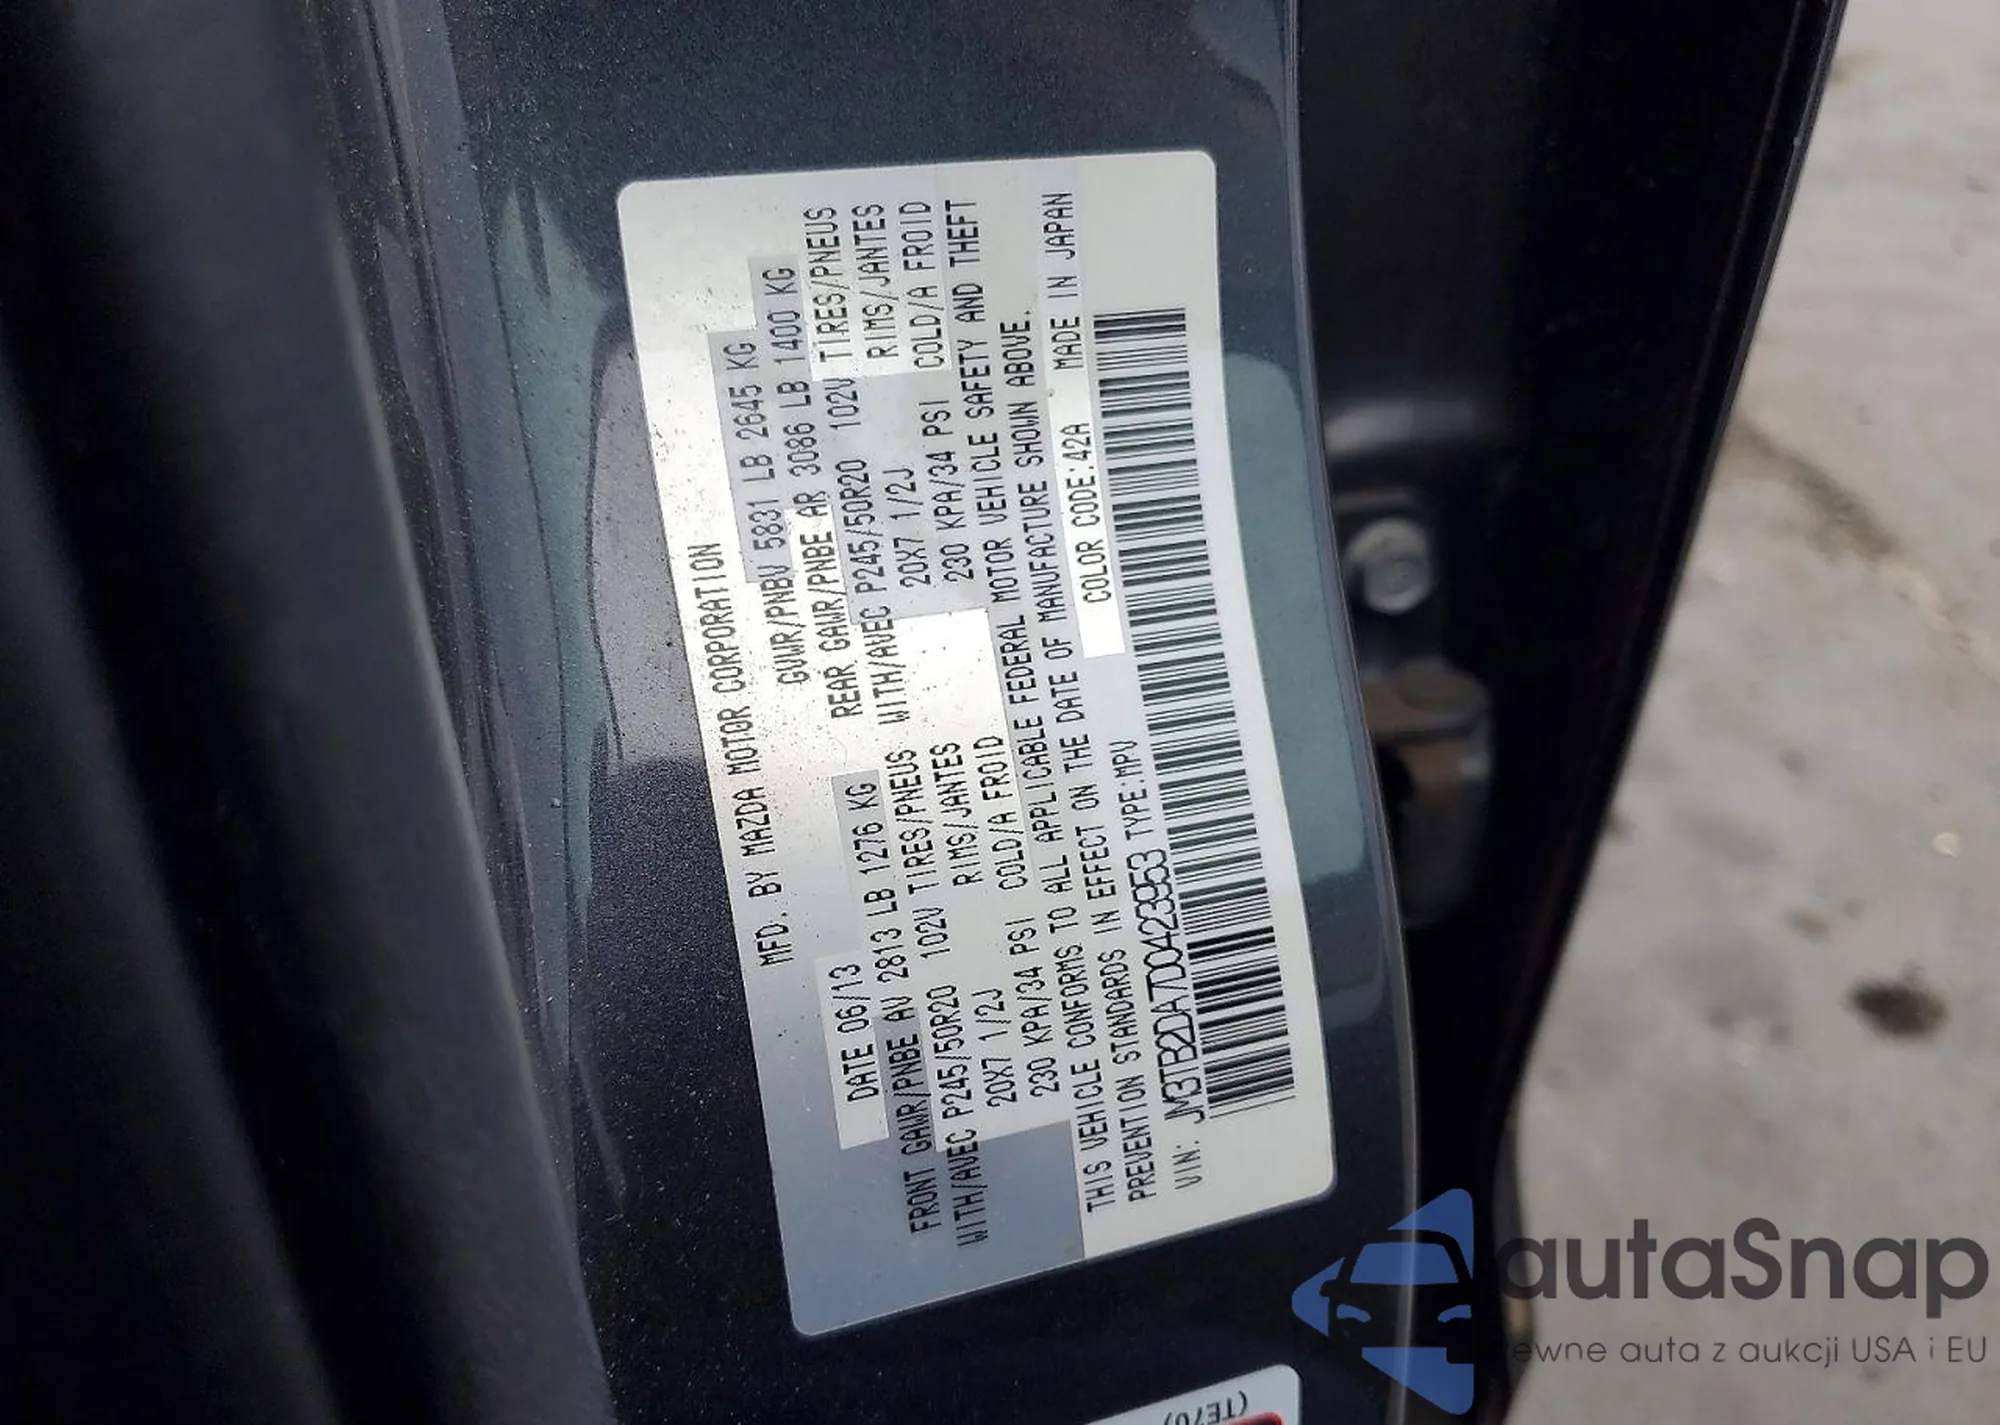 MFD. BY MAZDA MOTOR CORPORATION
DATE 06/13 GVWR/PNBV 5831 LB 2645 KG
FRONT GAWR/PNBE AV 2813 LB 1276 KG REAR GAWR/PNBE AR 3086 LB 1400 KG
WITH/AVEC P245/50R20 102V TIRES/PNEUS WITH/AVEC P245/50R20 102V TIRES/PNEUS
20X7 1/2J RIMS/JANTES 20X7 1/2J RIMS/JANTES
230 KPA/34 PSI COLD/A FROID 230 KPA/34 PSI COLD/A FROID
THIS VEHICLE CONFORMS TO ALL APPLICABLE FEDERAL MOTOR VEHICLE SAFETY AND THEFT
PREVENTION STANDARDS IN EFFECT ON THE DATE OF MANUFACTURE SHOWN ABOVE.
VIN: JM3TB2DA7D0423953 TYPE:MPV COLOR CODE:42A MADE IN JAPAN
(TE70)
autaSnap
ewne auta z aukcji USA i EU